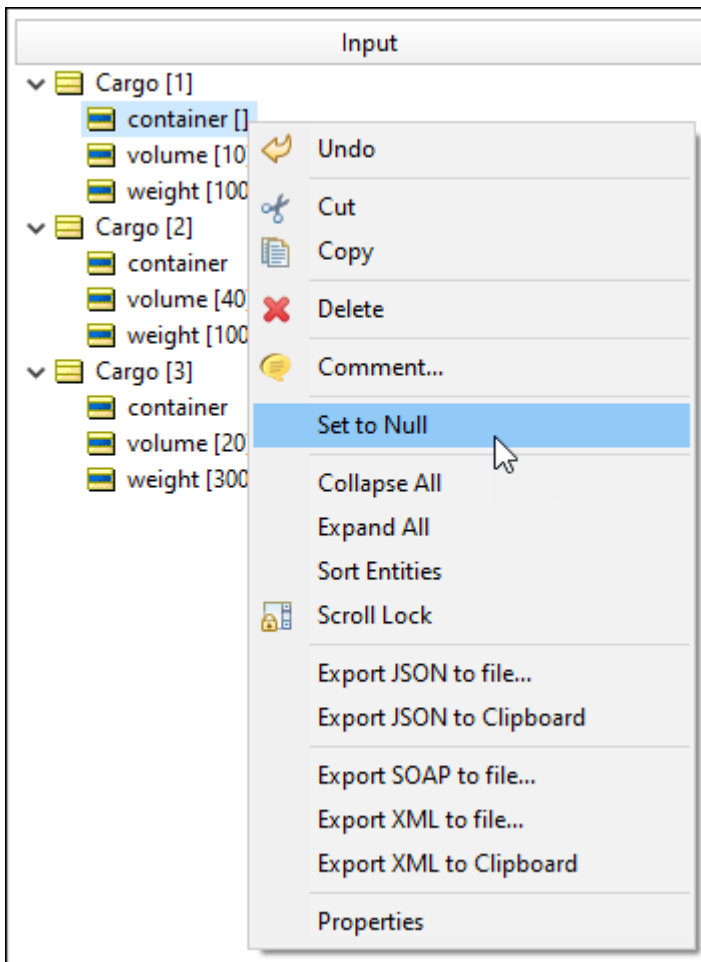 Input
Cargo [1]
container []
volume [10]
weight [100
Cargo [2]
container
volume [40]
weight [100
Cargo [3]
container
volume [20]
weight [300
Undo
Cut
Copy
Delete
Comment...
Set to Null
Collapse All
Expand All
Sort Entities
Scroll Lock
Export JSON to file...
Export JSON to Clipboard
Export SOAP to file...
Export XML to file...
Export XML to Clipboard
Properties